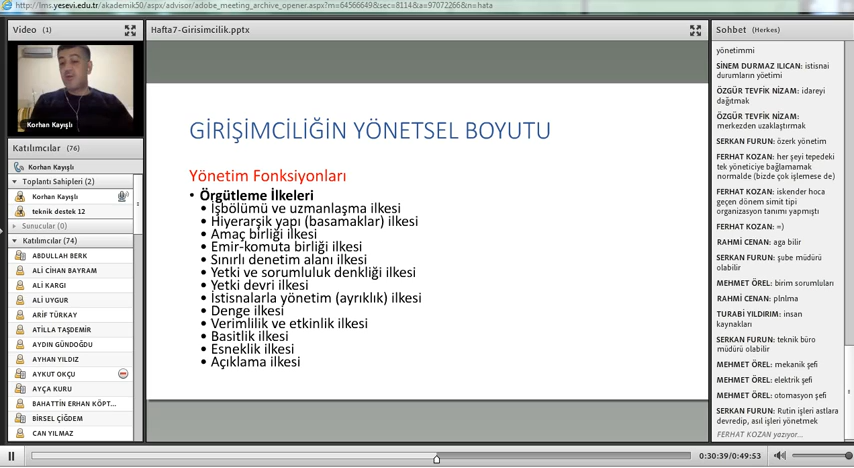 http://lms.yesevi.edu.tr/akademik50/aspx/advisor/adobe_meeting_archive_opener.aspx?m=64566649&sec=8114&a=97072266&n=hata
Video (1)
Korhan Kayışlı
Katılımcılar (76)
Korhan Kayışlı
Toplantı Sahipleri (2)
Korhan Kayışlı
teknik destek 12
Sunucular (0)
Katılımcılar (74)
ABDULLAH BERK
ALİ CİHAN BAYRAM
ALİ KARGI
ALİ UYGUR
ARİF TÜRKAY
ATİLLA TAŞDEMİR
AYDIN GÜNDOĞDU
AYHAN YILDIZ
AYKUT OKÇU
AYÇA KURU
BAHATTİN ERHAN KÖPT...
BİRSEL ÇİĞDEM
CAN YILMAZ
Hafta7-Girisimcilik.pptx
GİRİŞİMCİLİĞİN YÖNETSEL BOYUTU
Yönetim Fonksiyonları
• Örgütleme İlkeleri
• İşbölümü ve uzmanlaşma ilkesi
• Hiyerarşik yapı (basamaklar) ilkesi
• Amaç birliği ilkesi
• Emir-komuta birliği ilkesi
• Sınırlı denetim alanı ilkesi
• Yetki ve sorumluluk denkliği ilkesi
• Yetki devri ilkesi
• İstisnalarla yönetim (ayrıklık) ilkesi
• Denge ilkesi
• Verimlilik ve etkinlik ilkesi
• Basitlik ilkesi
• Esneklik ilkesi
• Açıklama ilkesi
Sohbet (Herkes)
yönetimmi
SİNEM DURMAZ ILICAN: istisnai
durumların yöetimi
ÖZGÜR TEVFİK NİZAM: idareyi
dağıtmak
ÖZGÜR TEVFİK NİZAM:
merkezden uzaklaştırmak
SERKAN FURUN: özerk yönetim
FERHAT KOZAN: her şeyi tepedeki
tek yöneticiye bağlamamak
normalde (bizde çok işlemese de)
FERHAT KOZAN: iskender hoca
geçen dönem simit tipi
organizasyon tanımı yapmıştı
FERHAT KOZAN: =)
RAHMİ CENAN: aga bilir
SERKAN FURUN: şube müdürü
olabilir
MEHMET ÖREL: birim sorumluları
RAHMİ CENAN: plnlma
TURABİ YILDIRIM: insan
kaynakları
SERKAN FURUN: teknik büro
müdürü olabilir
MEHMET ÖREL: mekanik şefi
MEHMET ÖREL: elektrik şefi
MEHMET ÖREL: otomasyon şefi
SERKAN FURUN: Rutin işleri astlara
devredip, asıl işleri yönetmek
FERHAT KOZAN yazıyor...
0:30:39/0:49:53